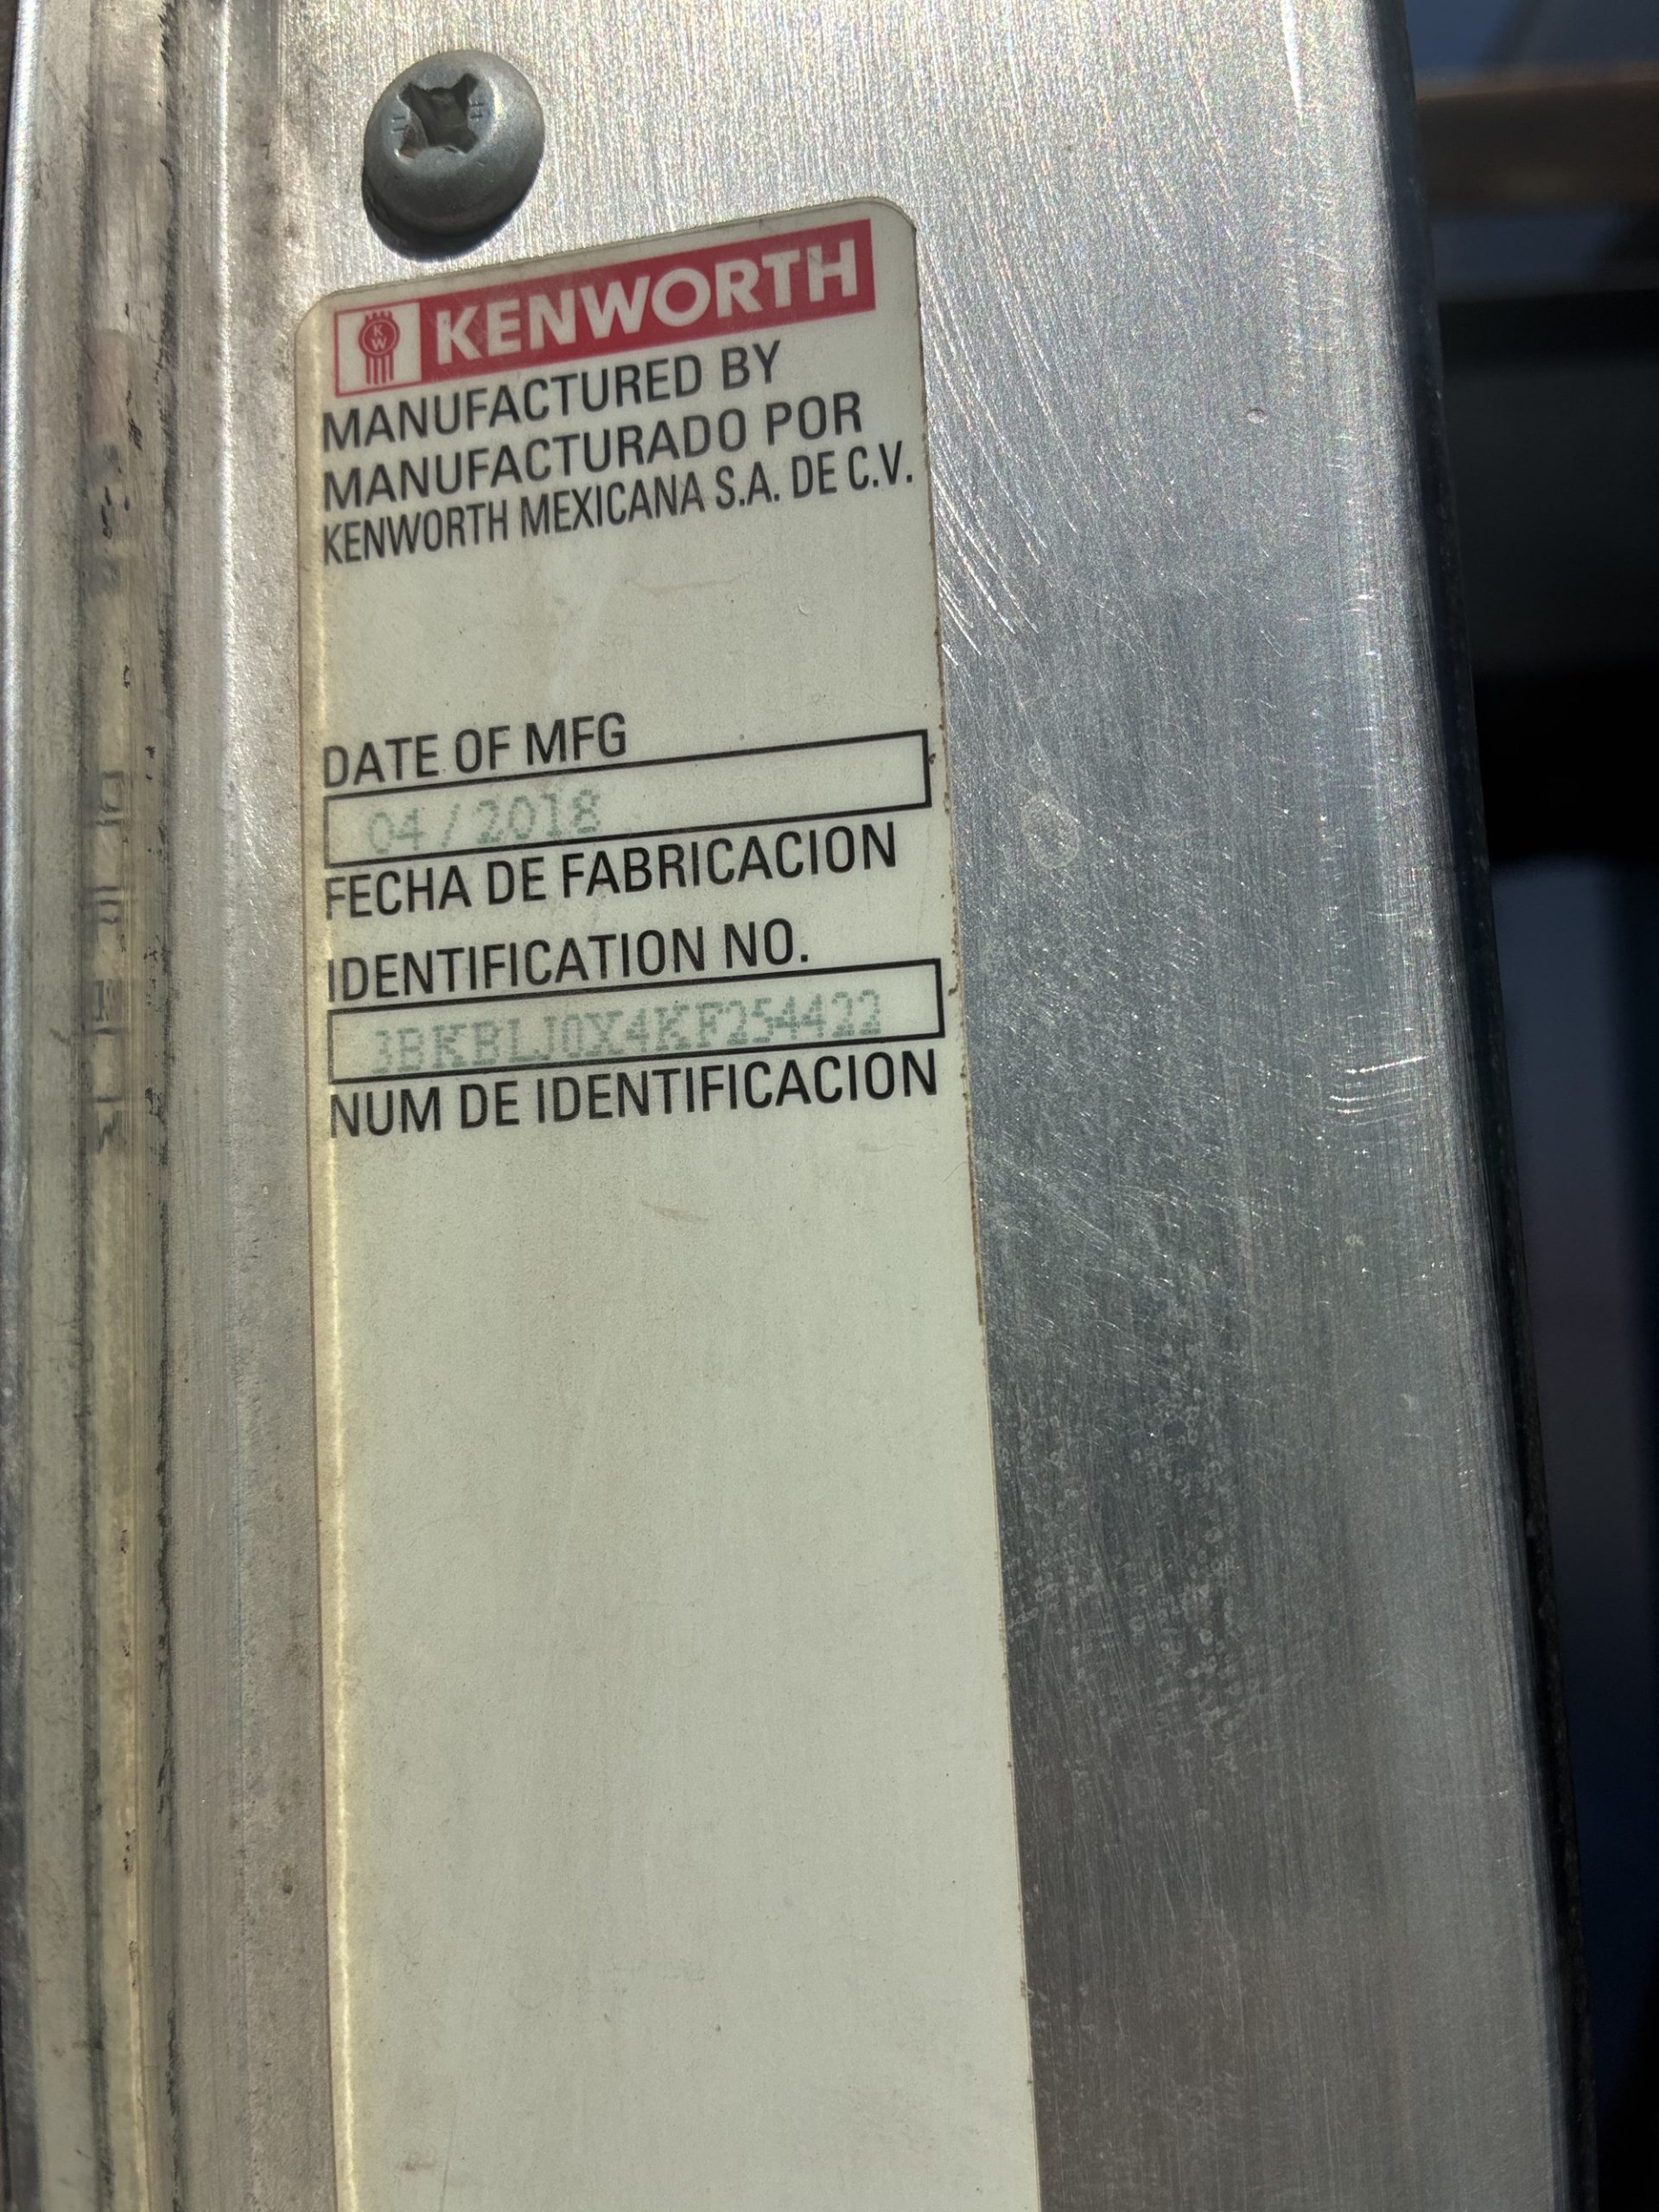 KW KENWORTH
MANUFACTURED BY
MANUFACTURADO POR
KENWORTH MEXICANA S.A. DE C.V.
DATE OF MFG
04/2018
FECHA DE FABRICACION
IDENTIFICATION NO.
3BKBLJ0X4KF254422
NUM DE IDENTIFICACION